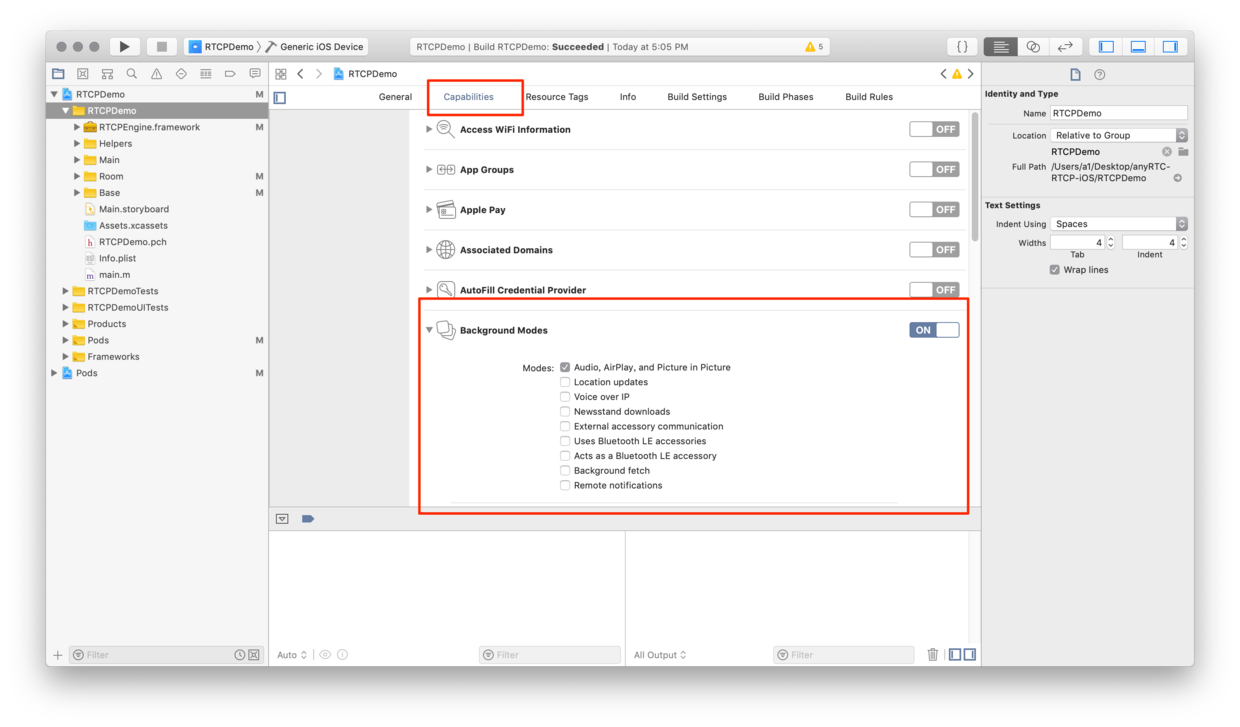 RTCPDemo 〉 Generic iOS Device
RTCPDemo | Build RTCPDemo: Succeeded | Today at 5:05 PM
5
{ }
RTCPDemo
RTCPDemo M
RTCPDemo
RTCPEngine.framework M
Helpers
Main
Room M
Base M
Main.storyboard
Assets.xcassets
h RTCPDemo.pch
Info.plist
m main.m
RTCPDemoTests
RTCPDemoUITests
Products
Pods M
Frameworks
Pods M
Filter
General Capabilities Resource Tags Info Build Settings Build Phases Build Rules
Access WiFi Information OFF
App Groups OFF
Apple Pay OFF
Associated Domains OFF
AutoFill Credential Provider OFF
Background Modes ON
Modes: Audio, AirPlay, and Picture in Picture
Location updates
Voice over IP
Newsstand downloads
External accessory communication
Uses Bluetooth LE accessories
Acts as a Bluetooth LE accessory
Background fetch
Remote notifications
Auto Filter
All Output Filter
Identity and Type
Name RTCPDemo
Location Relative to Group
RTCPDemo
Full Path /Users/a1/Desktop/anyRTC-
RTCP-iOS/RTCPDemo
Text Settings
Indent Using Spaces
Widths 4 4
Tab Indent
Wrap lines